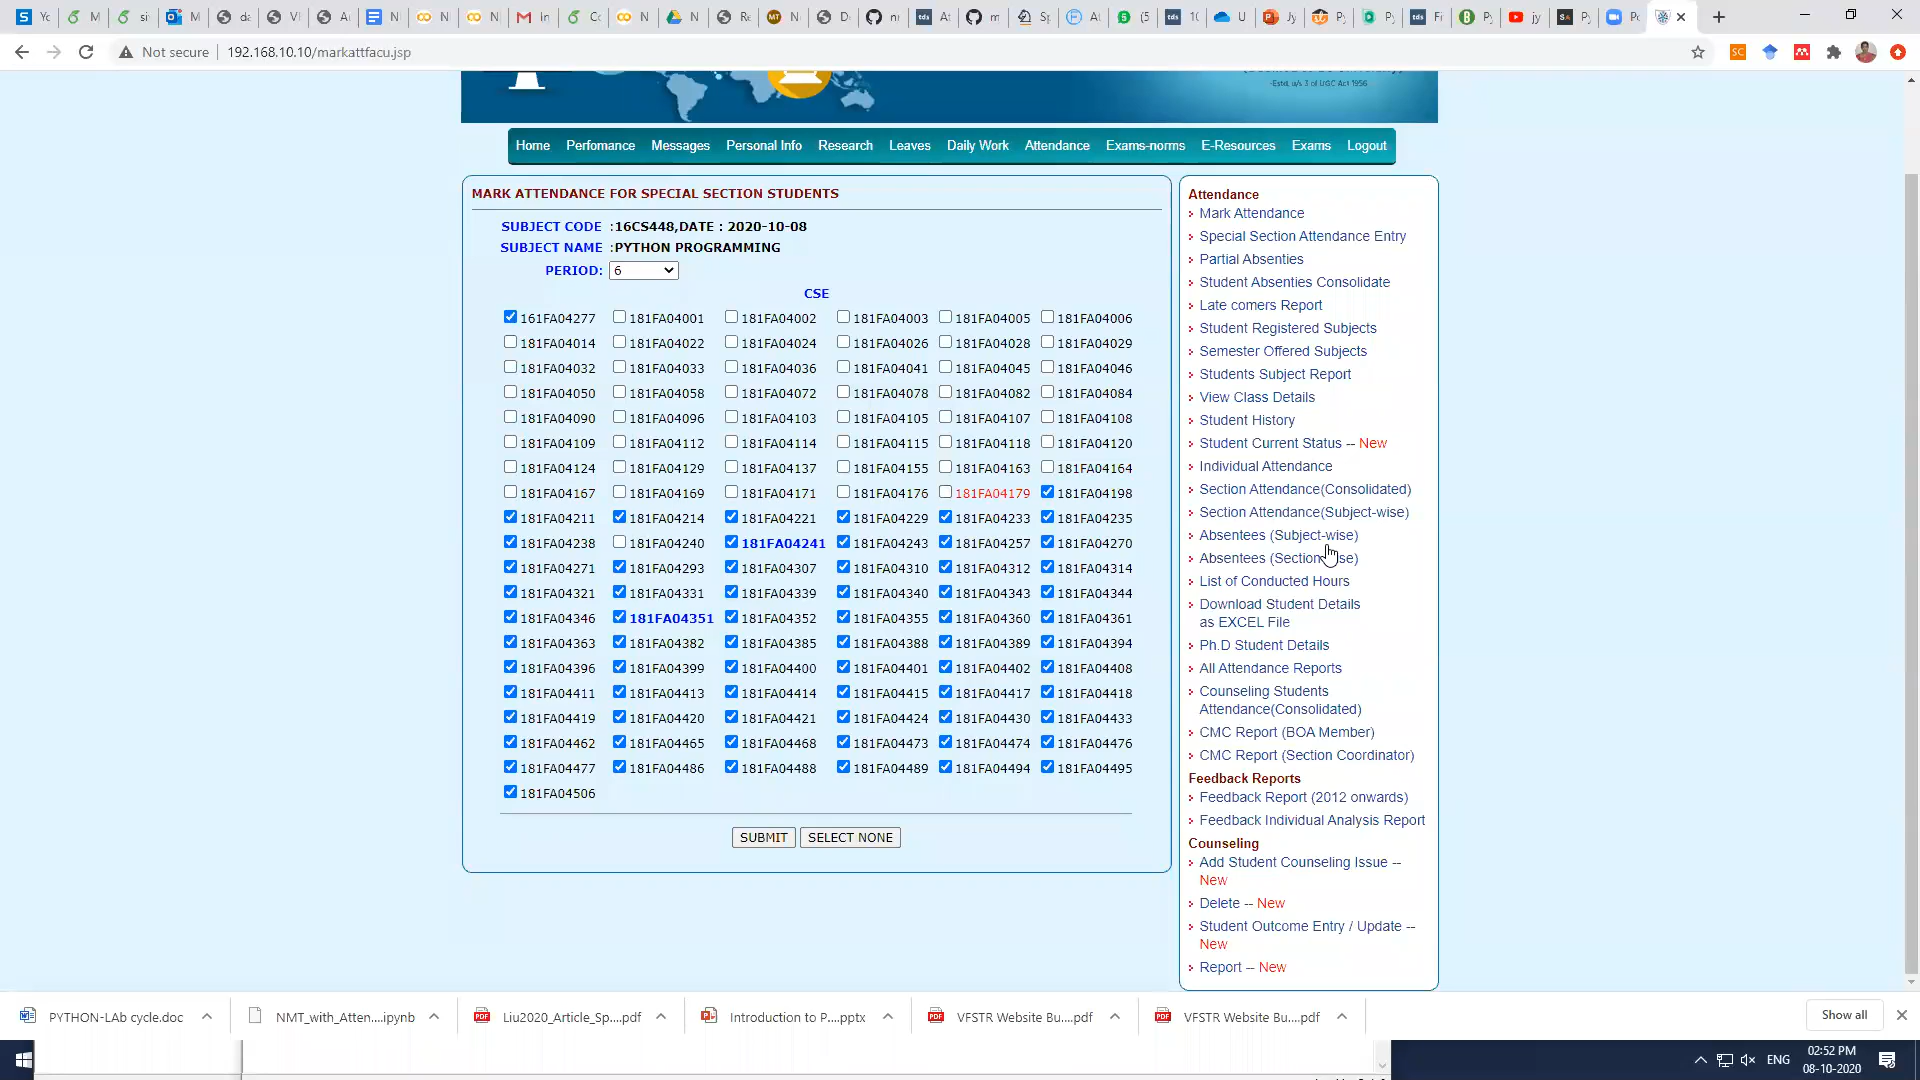 Not secure 192.168.10.10/markattfacu.jsp
-Estd. u/s 3 of UGC Act 1956
Home Perfomance Messages Personal Info Research Leaves Daily Work Attendance Exams-norms E-Resources Exams Logout
MARK ATTENDANCE FOR SPECIAL SECTION STUDENTS
SUBJECT CODE :16CS448,DATE : 2020-10-08
SUBJECT NAME :PYTHON PROGRAMMING
PERIOD: 6
CSE
161FA04277 181FA04001 181FA04002 181FA04003 181FA04005 181FA04006
181FA04014 181FA04022 181FA04024 181FA04026 181FA04028 181FA04029
181FA04032 181FA04033 181FA04036 181FA04041 181FA04045 181FA04046
181FA04050 181FA04058 181FA04072 181FA04078 181FA04082 181FA04084
181FA04090 181FA04096 181FA04103 181FA04105 181FA04107 181FA04108
181FA04109 181FA04112 181FA04114 181FA04115 181FA04118 181FA04120
181FA04124 181FA04129 181FA04137 181FA04155 181FA04163 181FA04164
181FA04167 181FA04169 181FA04171 181FA04176 181FA04179 181FA04198
181FA04211 181FA04214 181FA04221 181FA04229 181FA04233 181FA04235
181FA04238 181FA04240 181FA04241 181FA04243 181FA04257 181FA04270
181FA04271 181FA04293 181FA04307 181FA04310 181FA04312 181FA04314
181FA04321 181FA04331 181FA04339 181FA04340 181FA04343 181FA04344
181FA04346 181FA04351 181FA04352 181FA04355 181FA04360 181FA04361
181FA04363 181FA04382 181FA04385 181FA04388 181FA04389 181FA04394
181FA04396 181FA04399 181FA04400 181FA04401 181FA04402 181FA04408
181FA04411 181FA04413 181FA04414 181FA04415 181FA04417 181FA04418
181FA04419 181FA04420 181FA04421 181FA04424 181FA04430 181FA04433
181FA04462 181FA04465 181FA04468 181FA04473 181FA04474 181FA04476
181FA04477 181FA04486 181FA04488 181FA04489 181FA04494 181FA04495
181FA04506
SUBMIT SELECT NONE
Attendance
Mark Attendance
Special Section Attendance Entry
Partial Absenties
Student Absenties Consolidate
Late comers Report
Student Registered Subjects
Semester Offered Subjects
Students Subject Report
View Class Details
Student History
Student Current Status -- New
Individual Attendance
Section Attendance(Consolidated)
Section Attendance(Subject-wise)
Absentees (Subject-wise)
Absentees (Section-wise)
List of Conducted Hours
Download Student Details
as EXCEL File
Ph.D Student Details
All Attendance Reports
Counseling Students
Attendance(Consolidated)
CMC Report (BOA Member)
CMC Report (Section Coordinator)
Feedback Reports
Feedback Report (2012 onwards)
Feedback Individual Analysis Report
Counseling
Add Student Counseling Issue --
New
Delete -- New
Student Outcome Entry / Update --
New
Report -- New
PYTHON-LAb cycle.doc NMT_with_Atten....ipynb Liu2020_Article_Sp....pdf Introduction to P....pptx VFSTR Website Bu....pdf VFSTR Website Bu....pdf Show all
ENG 02:52 PM
08-10-2020